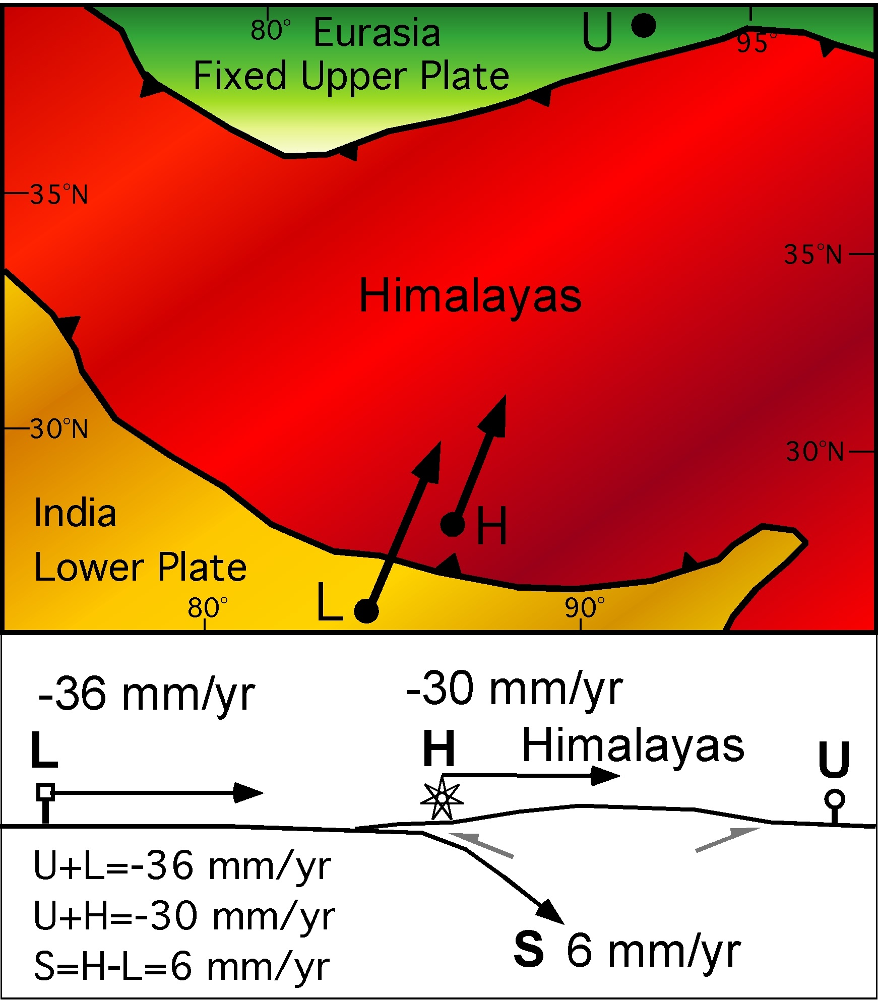 80° Eurasia U 95°
Fixed Upper Plate
35°N
35°N
Himalayas
30°N
30°N
India
Lower Plate
H
L
80° 90°
-36 mm/yr -30 mm/yr
L H Himalayas U
U+L=-36 mm/yr
U+H=-30 mm/yr
S=H-L=6 mm/yr
S 6 mm/yr